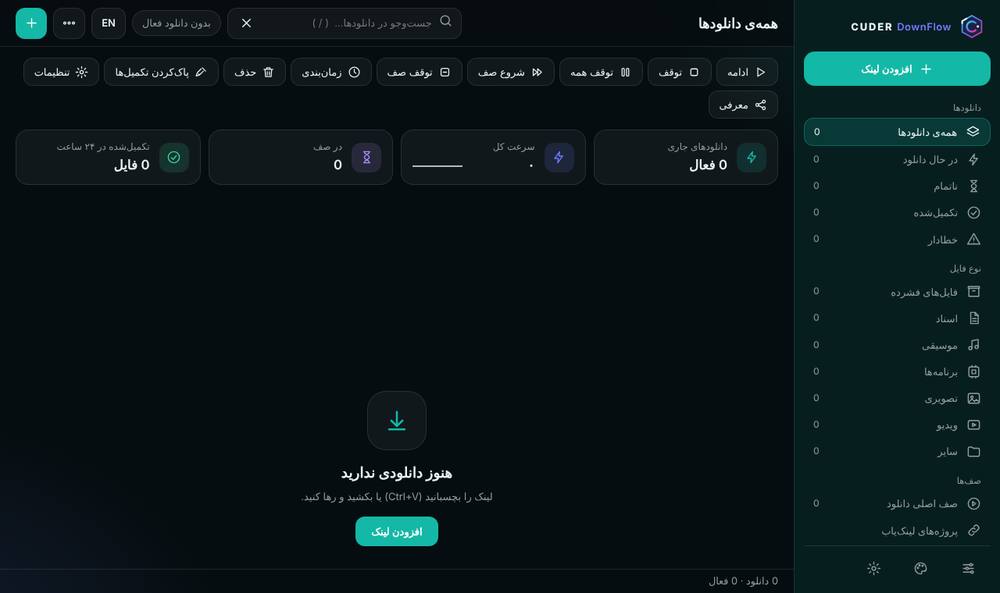 CUDER DownFlow
افزودن لینک
دانلودها
همه‌ی دانلودها 0
در حال دانلود 0
ناتمام 0
تکمیل‌شده 0
خطادار 0
نوع فایل
فایل‌های فشرده 0
اسناد 0
موسیقی 0
برنامه‌ها 0
تصویری 0
ویدیو 0
سایر 0
صف‌ها
صف اصلی دانلود 0
پروژه‌های لینک‌یاب
همه‌ی دانلودها
جست‌وجو در دانلودها… ( / )
بدون دانلود فعال
EN
ادامه
توقف
توقف همه
شروع صف
توقف صف
زمان‌بندی
حذف
پاک‌کردن تکمیل‌ها
تنظیمات
معرفی
دانلودهای جاری
0 فعال
سرعت کل
۰
در صف
0
تکمیل‌شده در ۲۴ ساعت
0 فایل
هنوز دانلودی ندارید
لینک را بچسبانید (Ctrl+V) یا بکشید و رها کنید.
افزودن لینک
0 دانلود · 0 فعال